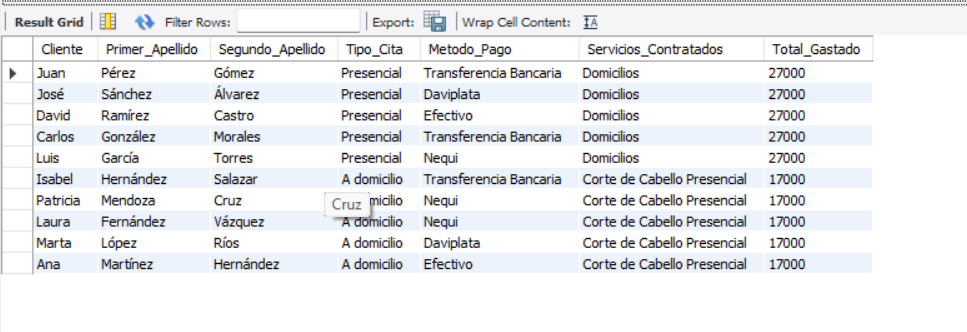 Result Grid Filter Rows: Export: Wrap Cell Content:
Cliente Primer_Apellido Segundo_Apellido Tipo_Cita Metodo_Pago Servicios_Contratados Total_Gastado
Juan Pérez Gómez Presencial Transferencia Bancaria Domicilios 27000
José Sánchez Álvarez Presencial Daviplata Domicilios 27000
David Ramírez Castro Presencial Efectivo Domicilios 27000
Carlos González Morales Presencial Transferencia Bancaria Domicilios 27000
Luis García Torres Presencial Nequi Domicilios 27000
Isabel Hernández Salazar A domicilio Transferencia Bancaria Corte de Cabello Presencial 17000
Patricia Mendoza Cruz Cruz micilio Nequi Corte de Cabello Presencial 17000
Laura Fernández Vázquez A domicilio Nequi Corte de Cabello Presencial 17000
Marta López Ríos A domicilio Daviplata Corte de Cabello Presencial 17000
Ana Martínez Hernández A domicilio Efectivo Corte de Cabello Presencial 17000